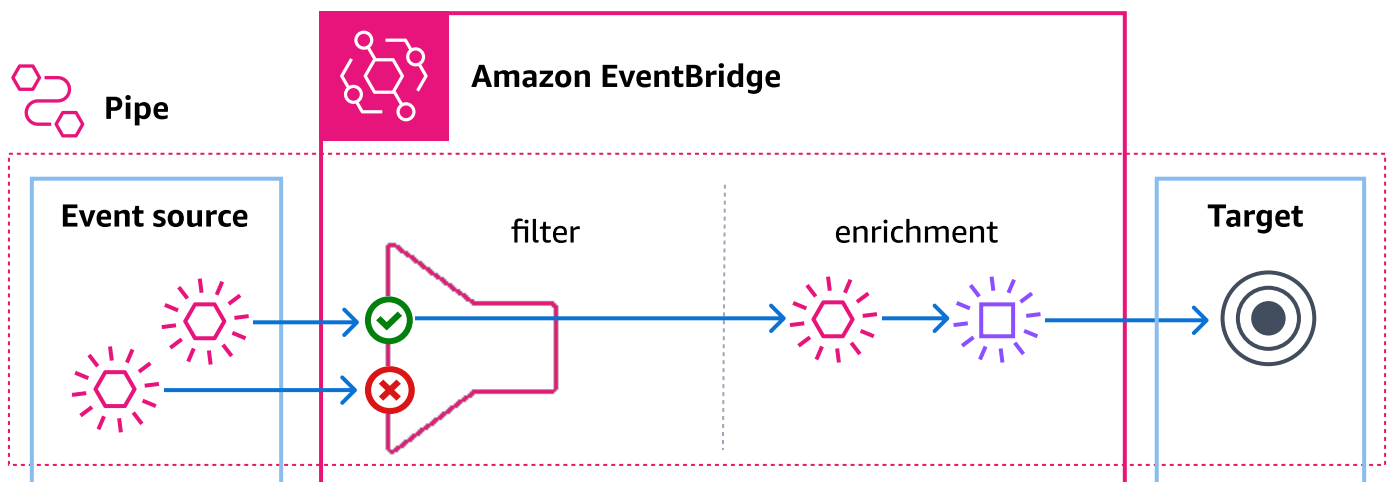 Amazon EventBridge
Pipe
Event source
filter
enrichment
Target